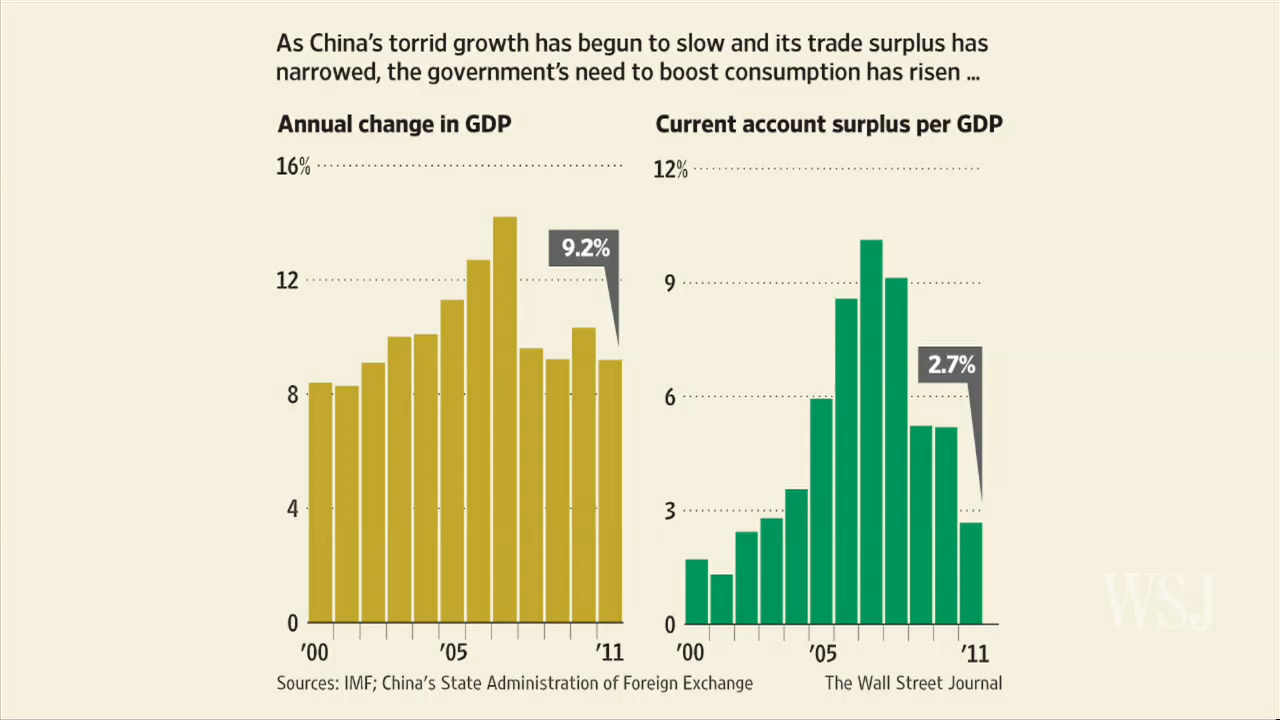 As China's torrid growth has begun to slow and its trade surplus has
narrowed, the government's need to boost consumption has risen ...
Annual change in GDP
16%
12
8
4
0
9.2%
'00
'05
'11
Current account surplus per GDP
12%
9
6
3
0
2.7%
'00
'05
'11
WSJ
Sources: IMF; China's State Administration of Foreign Exchange
The Wall Street Journal